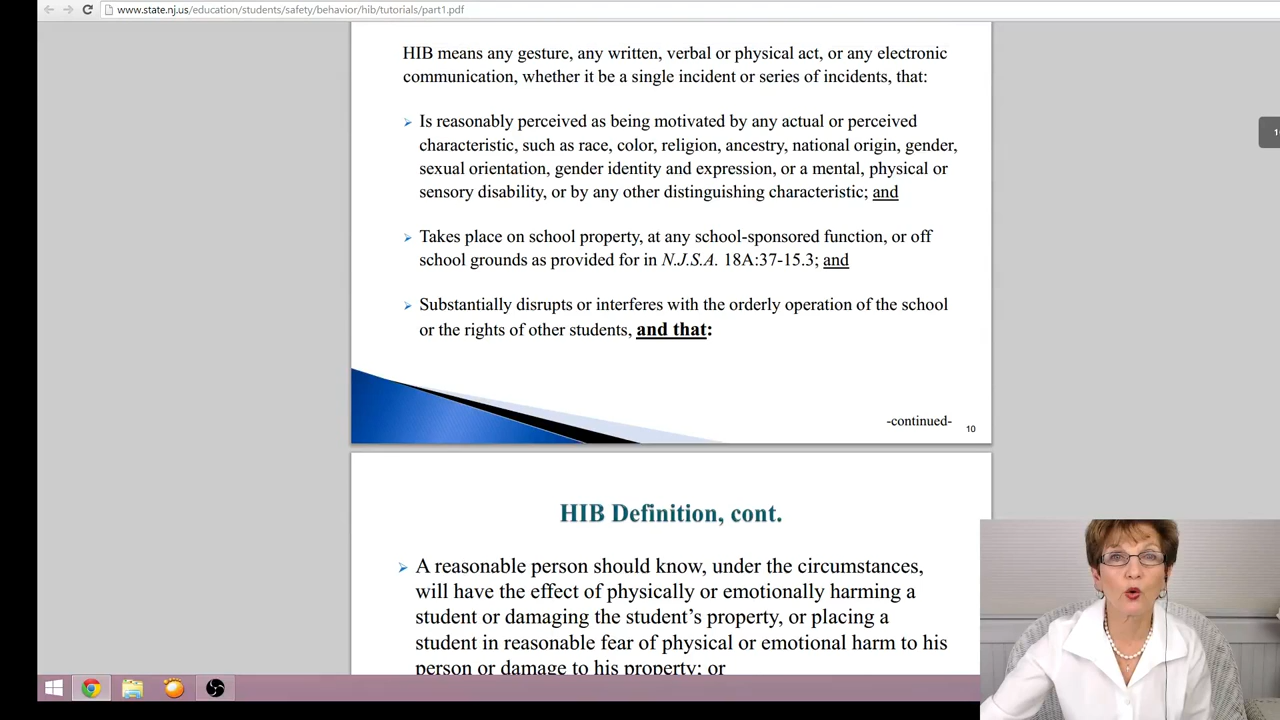 www.state.nj.us/education/students/safety/behavior/hib/tutorials/part1.pdf
HIB means any gesture, any written, verbal or physical act, or any electronic
communication, whether it be a single incident or series of incidents, that:
Is reasonably perceived as being motivated by any actual or perceived
characteristic, such as race, color, religion, ancestry, national origin, gender,
sexual orientation, gender identity and expression, or a mental, physical or
sensory disability, or by any other distinguishing characteristic; and
Takes place on school property, at any school-sponsored function, or off
school grounds as provided for in N.J.S.A. 18A:37-15.3; and
Substantially disrupts or interferes with the orderly operation of the school
or the rights of other students, and that:
-continued-
10
HIB Definition, cont.
A reasonable person should know, under the circumstances,
will have the effect of physically or emotionally harming a
student or damaging the student's property, or placing a
student in reasonable fear of physical or emotional harm to his
person or damage to his property; or